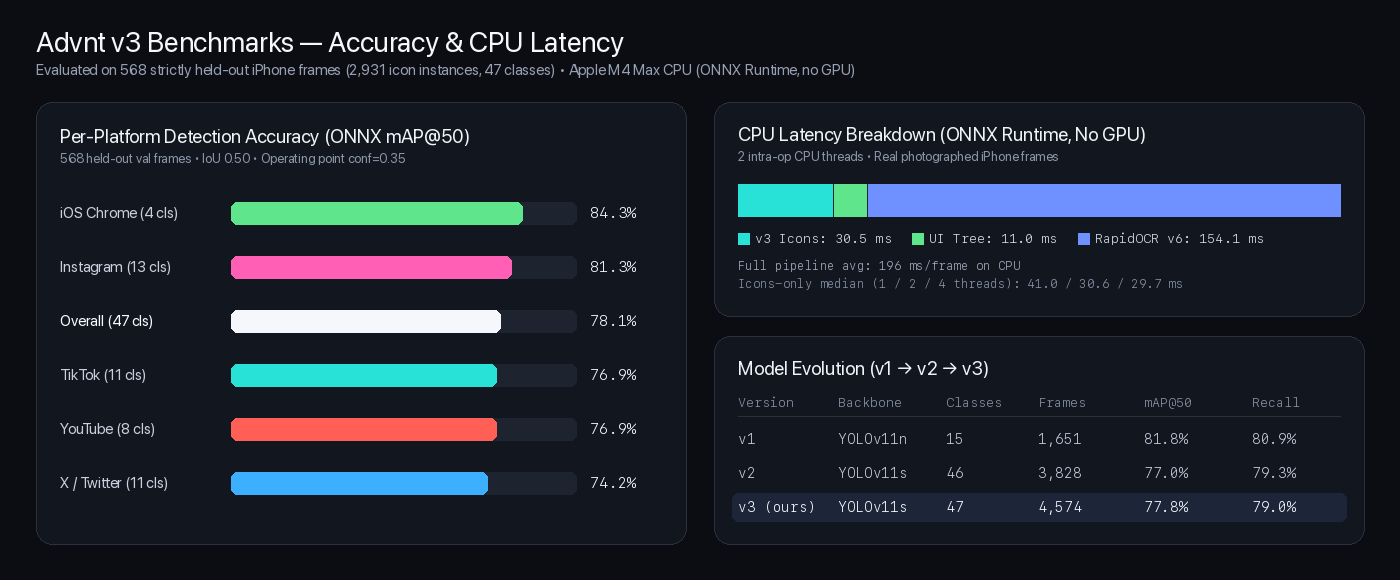 Advnt v3 Benchmarks — Accuracy & CPU Latency
Evaluated on 568 strictly held-out iPhone frames (2,931 icon instances, 47 classes) • Apple M4 Max CPU (ONNX Runtime, no GPU)
Per-Platform Detection Accuracy (ONNX mAP@50)
568 held-out val frames • IoU 0.50 • Operating point conf=0.35
iOS Chrome (4 cls) 84.3%
Instagram (13 cls) 81.3%
Overall (47 cls) 78.1%
TikTok (11 cls) 76.9%
YouTube (8 cls) 76.9%
X / Twitter (11 cls) 74.2%
CPU Latency Breakdown (ONNX Runtime, No GPU)
2 intra-op CPU threads • Real photographed iPhone frames
v3 Icons: 30.5 ms UI Tree: 11.0 ms RapidOCR v6: 154.1 ms
Full pipeline avg: 196 ms/frame on CPU
Icons-only median (1 / 2 / 4 threads): 41.0 / 30.6 / 29.7 ms
Model Evolution (v1 → v2 → v3)
Version Backbone Classes Frames mAP@50 Recall
v1 YOLOv11n 15 1,651 81.8% 80.9%
v2 YOLOv11s 46 3,828 77.0% 79.3%
v3 (ours) YOLOv11s 47 4,574 77.8% 79.0%